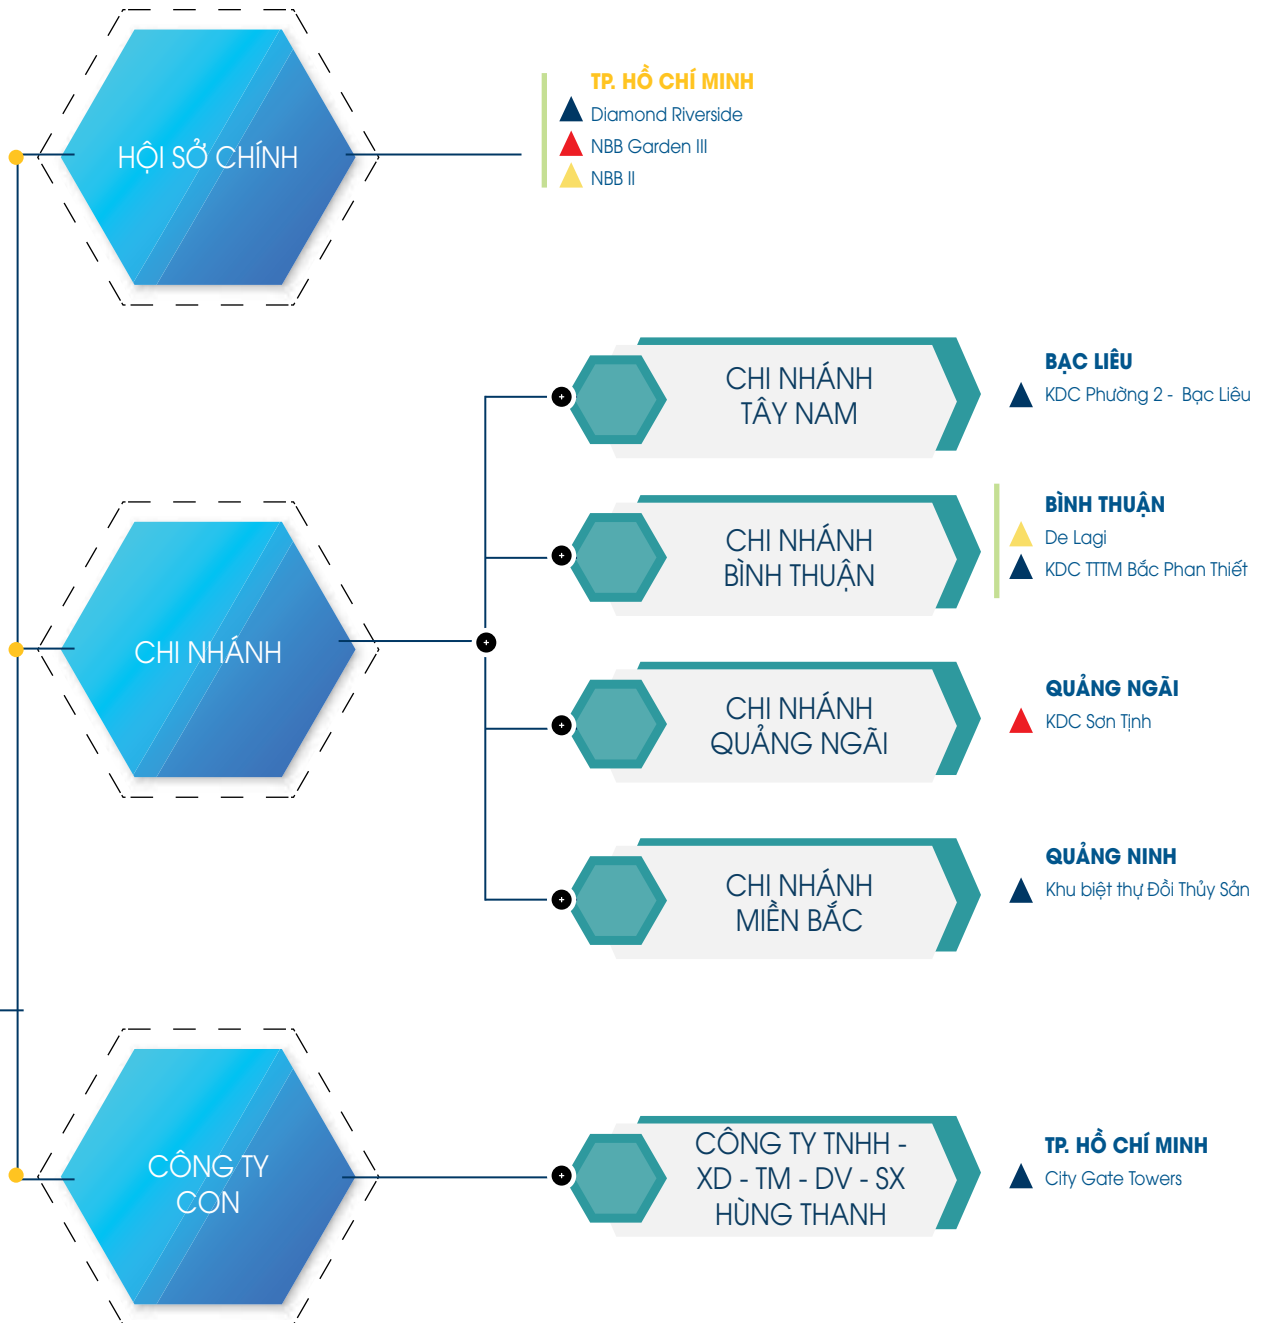 HỘI SỞ CHÍNH
TP. HỒ CHÍ MINH
Diamond Riverside
NBB Garden III
NBB II
CHI NHÁNH
CHI NHÁNH
TÂY NAM
BẠC LIÊU
KDC Phường 2 - Bạc Liêu
CHI NHÁNH
BÌNH THUẬN
BÌNH THUẬN
De Lagi
KDC TTTM Bắc Phan Thiết
CHI NHÁNH
QUẢNG NGÃI
QUẢNG NGÃI
KDC Sơn Tịnh
CHI NHÁNH
MIỀN BẮC
QUẢNG NINH
Khu biệt thự Đồi Thủy Sản
CÔNG TY
CON
CÔNG TY TNHH -
XD - TM - DV - SX
HÙNG THANH
TP. HỒ CHÍ MINH
City Gate Towers